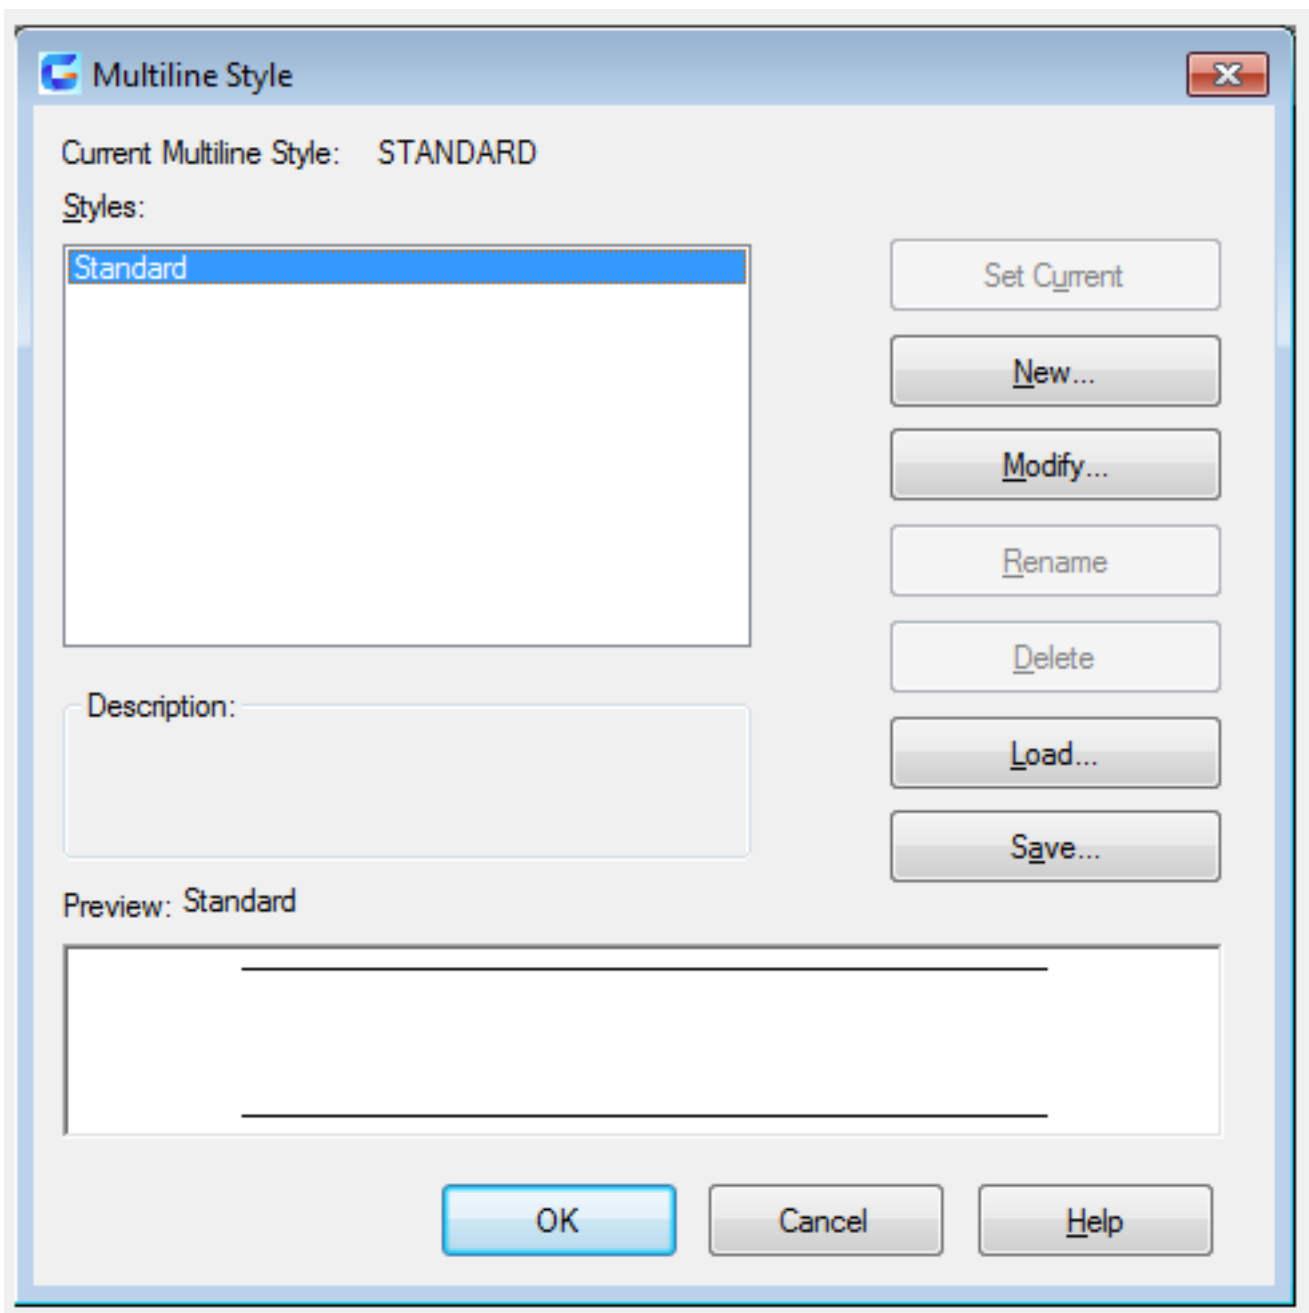 Multiline Style
Current Multiline Style: STANDARD
Styles:
Standard
Set Current
New...
Modify...
Rename
Delete
Load...
Save...
Description:
Preview: Standard
OK
Cancel
Help